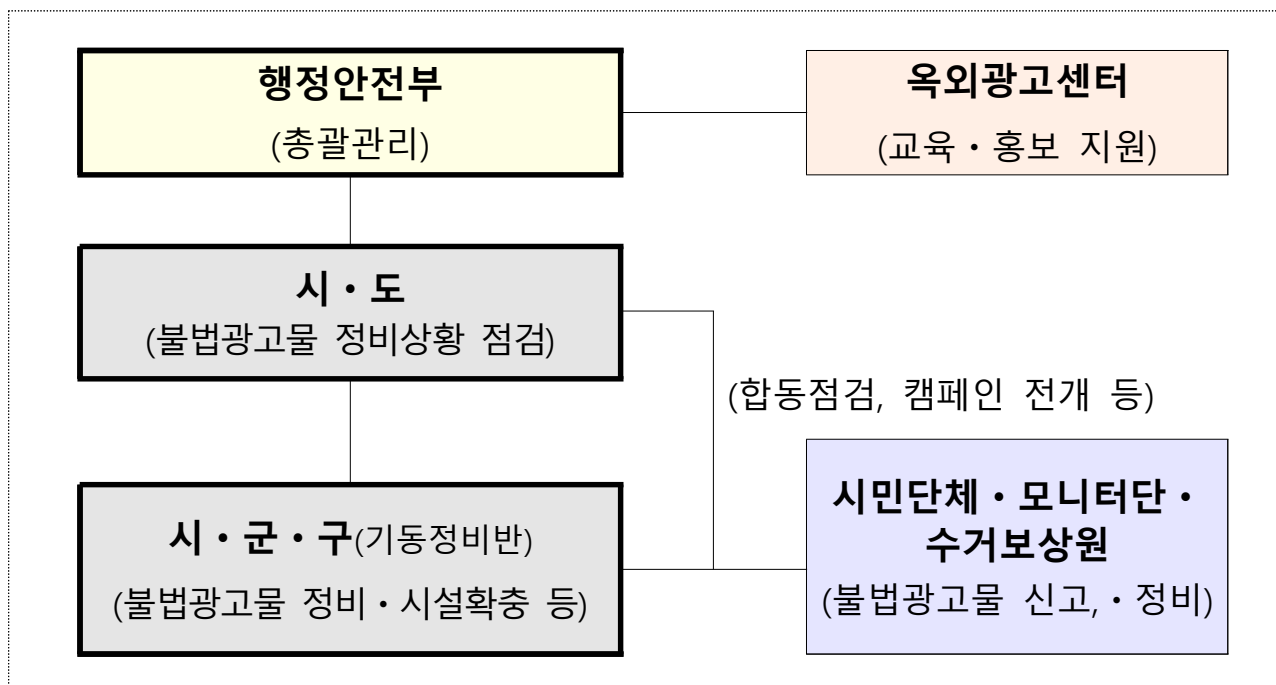 행정안전부
(총괄관리)
옥외광고센터
(교육・홍보 지원)
시・도
(불법광고물 정비상황 점검)
(합동점검, 캠페인 전개 등)
시・군・구(기동정비반)
(불법광고물 정비・시설확충 등)
시민단체・모니터단・
수거보상원
(불법광고물 신고,・정비)